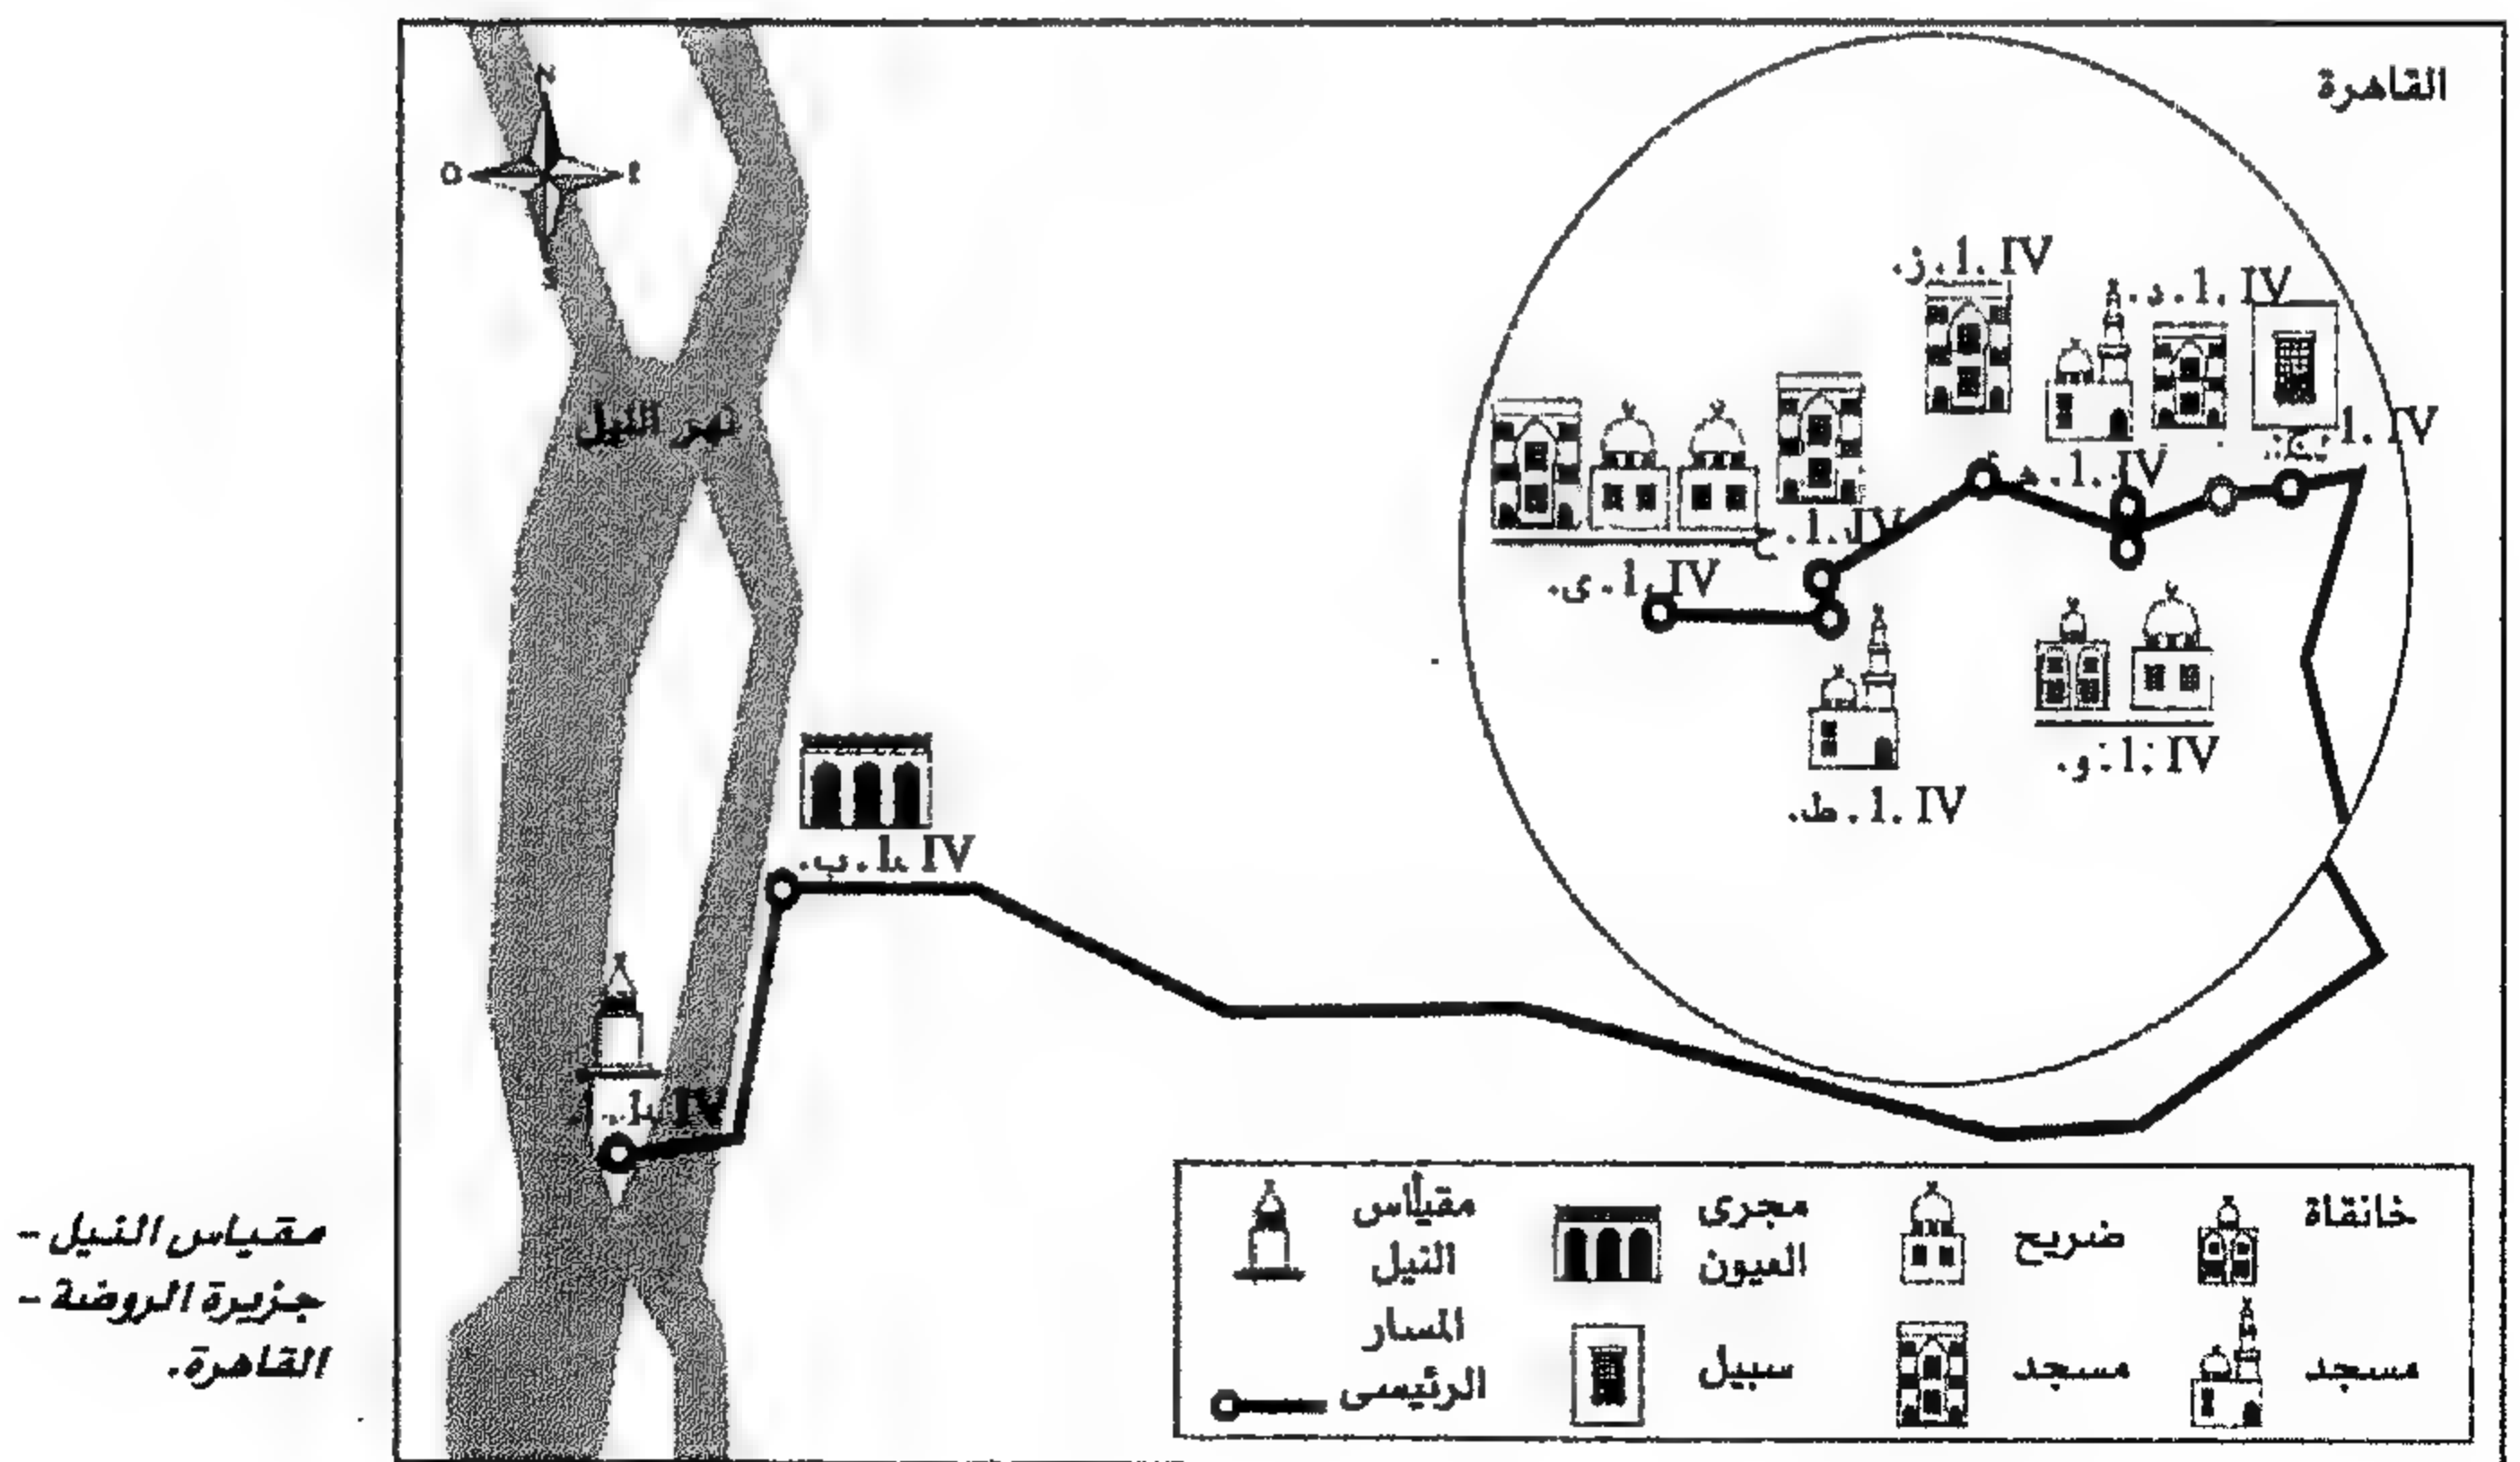 القاهرة
N
O
S
نهر النيل
IV .1. ز.
IV .1. د.
IV .1.
IV .1. هـ.
IV .1. ح.
IV .1. ى.
IV .1. و.
IV .1. ط.
IV .1. ب.
IV .1. أ.
خانقاة
ضريح
مجرى
العيون
مقياس
النيل
مسجد
مسجد
سبيل
المسار
الرئيسى
مقياس النيل -
جزيرة الروضة -
القاهرة.